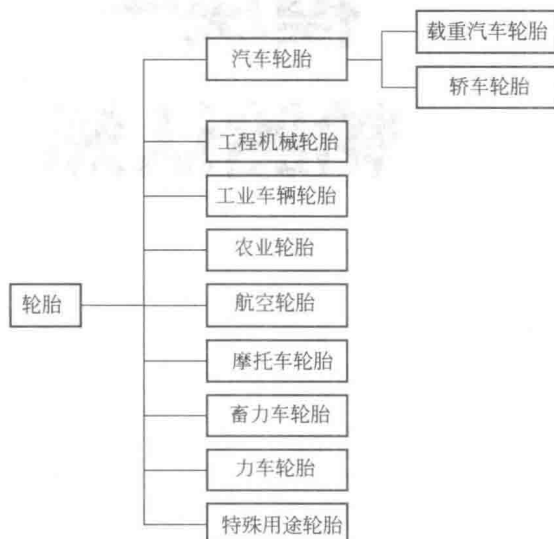 载重汽车轮胎
汽车轮胎
轿车轮胎
工程机械轮胎
工业车辆轮胎
农业轮胎
轮胎
航空轮胎
摩托车轮胎
畜力车轮胎
力车轮胎
特殊用途轮胎